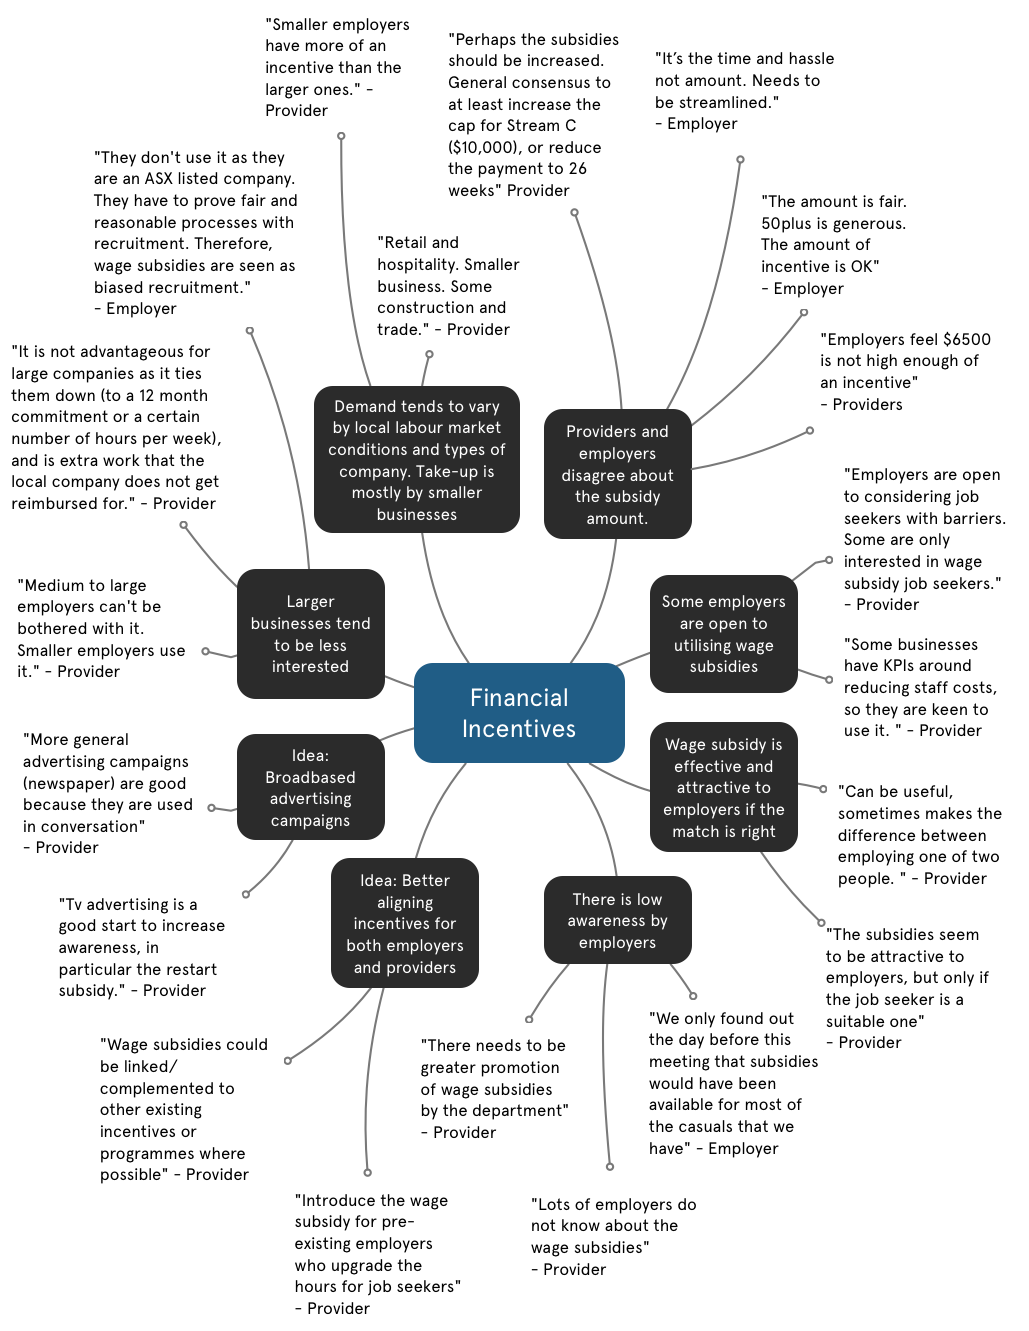 "Smaller employers
have more of an
incentive than the
larger ones." -
Provider
"Perhaps the subsidies
should be increased.
General consensus to
at least increase the
cap for Stream C
($10,000), or reduce
the payment to 26
weeks" Provider
"It's the time and hassle
not amount. Needs to
be streamlined."
- Employer
"They don't use it as they
are an ASX listed company.
They have to prove fair and
reasonable processes with
recruitment. Therefore,
wage subsidies are seen as
biased recruitment."
- Employer
"Retail and
hospitality. Smaller
business. Some
construction and
trade." - Provider
"The amount is fair.
50plus is generous.
The amount of
incentive is OK"
- Employer
"It is not advantageous for
large companies as it ties
them down (to a 12 month
commitment or a certain
number of hours per week),
and is extra work that the
local company does not get
reimbursed for." - Provider
"Employers feel $6500
is not high enough of
an incentive"
- Providers
Demand tends to vary
by local labour market
conditions and types of
company. Take-up is
mostly by smaller
businesses
Providers and
employers
disagree about
the subsidy
amount.
"Employers are open
to considering job
seekers with barriers.
Some are only
interested in wage
subsidy job seekers."
- Provider
"Medium to large
employers can't be
bothered with it.
Smaller employers use
it." - Provider
Larger
businesses tend
to be less
interested
Some employers
are open to
utilising wage
subsidies
"Some businesses
have KPIs around
reducing staff costs,
so they are keen to
use it. " - Provider
Financial
Incentives
"More general
advertising campaigns
(newspaper) are good
because they are used
in conversation"
- Provider
Idea:
Broadbased
advertising
campaigns
Wage subsidy is
effective and
attractive to
employers if the
match is right
"Can be useful,
sometimes makes the
difference between
employing one of two
people. " - Provider
"Tv advertising is a
good start to increase
awareness, in
particular the restart
subsidy." - Provider
Idea: Better
aligning
incentives for
both employers
and providers
There is low
awareness by
employers
"The subsidies seem
to be attractive to
employers, but only if
the job seeker is a
suitable one"
- Provider
"Wage subsidies could
be linked/
complemented to
other existing
incentives or
programmes where
possible" - Provider
"There needs to be
greater promotion
of wage subsidies
by the department"
- Provider
"We only found out
the day before this
meeting that subsidies
would have been
available for most of
the casuals that we
have" - Employer
"Introduce the wage
subsidy for pre-
existing employers
who upgrade the
hours for job seekers"
- Provider
"Lots of employers do
not know about the
wage subsidies"
- Provider